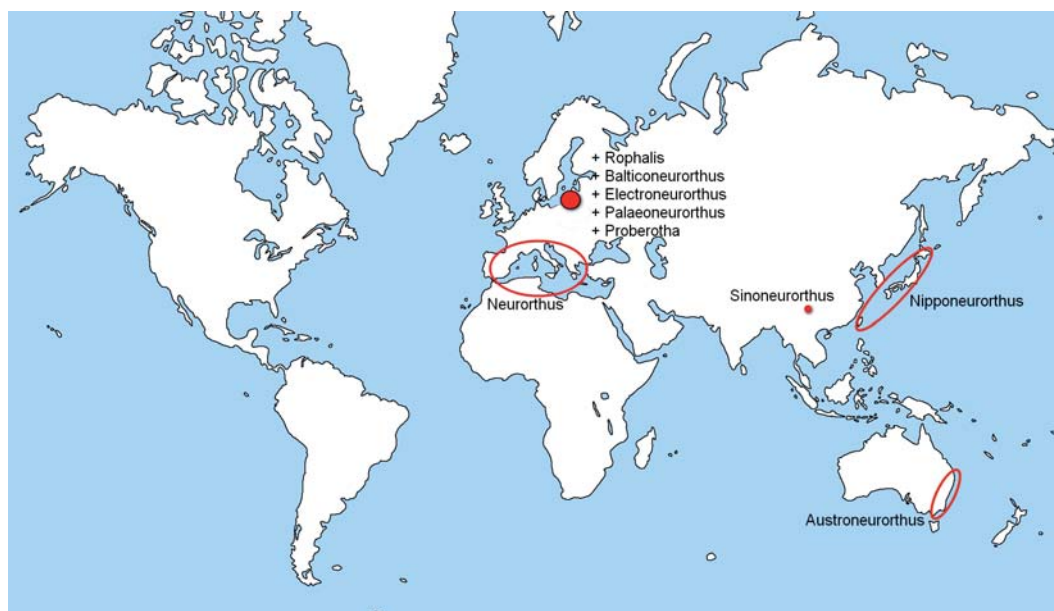 + Rophalis
+ Balticoneurorthus
+ Electroneurorthus
+ Palaeoneurorthus
+ Proberotha
Neurorthus
Sinoneurorthus
Nipponeurorthus
Austroneurorthus